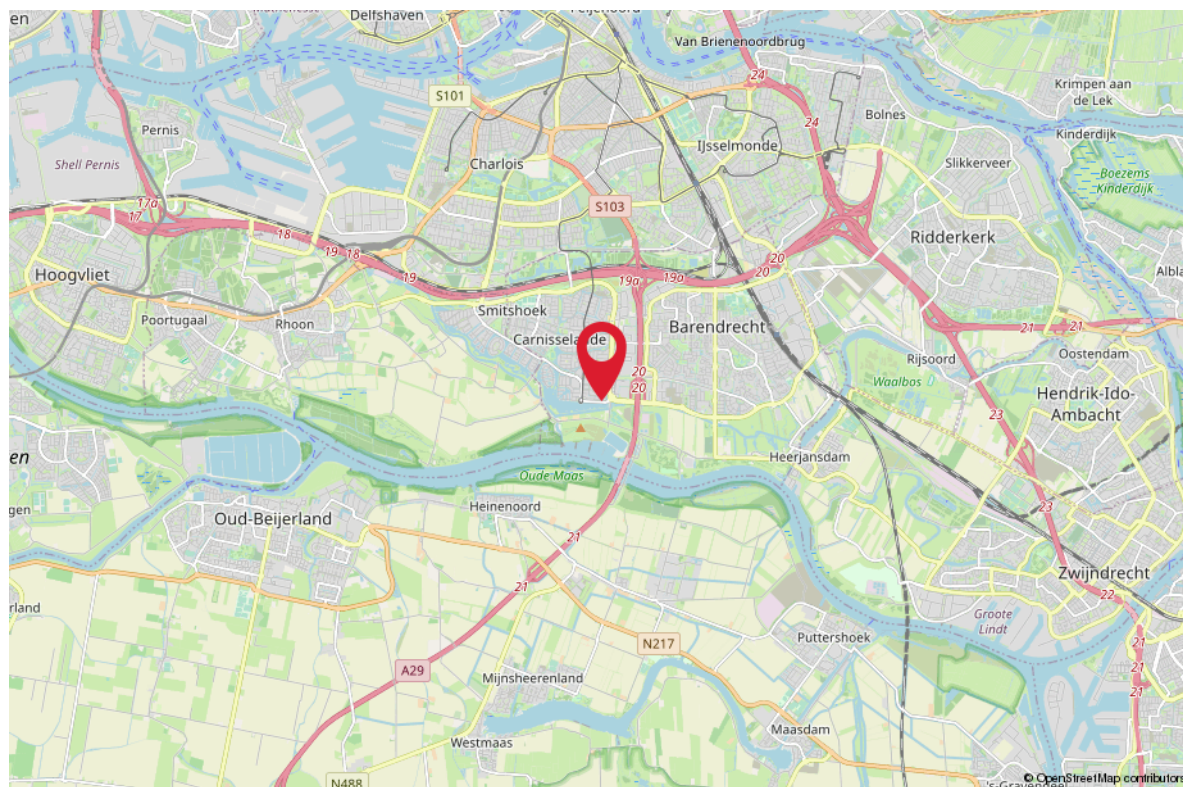 en
Delfshaven
Van Brienenoordbrug
24
Krimpen aan
de Lek
S101
Bolnes
24
Pernis
Kinderdijk
IJsselmonde
Shell Pernis
Charlois
Slikkerveer
Boezems
Kinderdijk
17a
17
S103
18
19
18
Ridderkerk
Hoogvliet
19
19a
19a
20
20
Smitshoek
Poortugaal
Rhoon
Barendrecht
21
21
Carnisselande
Rijsoord
Oostendam
20
20
Waalbos
Hendrik-Ido-
Ambacht
23
en
Heerjansdam
Oude Maas
Heinenoord
23
Oud-Beijerland
21
Zwijndrecht
21
22
Groote
Lindt
Puttershoek
N217
21
A29
21
Mijnsheerenland
21
Maasdam
Westmaas
N488
© OpenStreetMap contributors